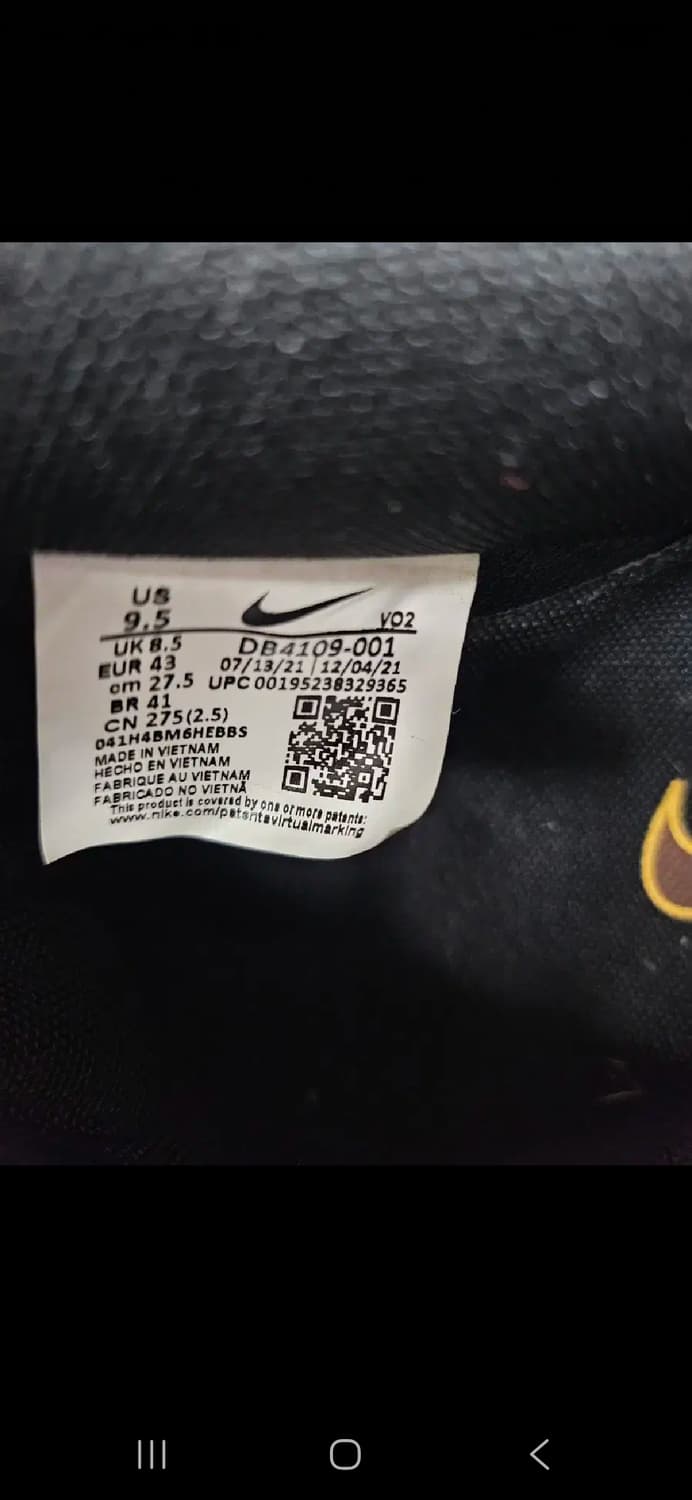 US
9.5
VO2
UK 8.5
DB4109-001
EUR 43
07/13/21 12/04/21
cm 27.5
UPC 00195238329365
BR 41
CN 275(2.5)
041H4BM6HEBBS
MADE IN VIETNAM
HECHO EN VIETNAM
FABRIQUE AU VIETNAM
FABRICADO NO VIETNÃ
This product is covered by one or more patents:
www.nike.com/patentsvirtualmarking